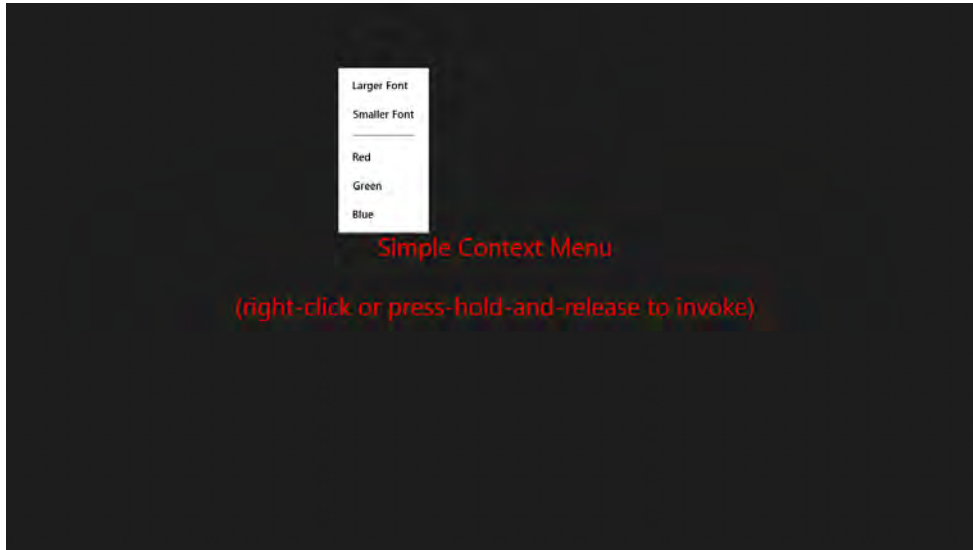 Larger Font
Smaller Font
Red
Green
Blue
Simple Context Menu
(right-click or press-hold-and-release to invoke)